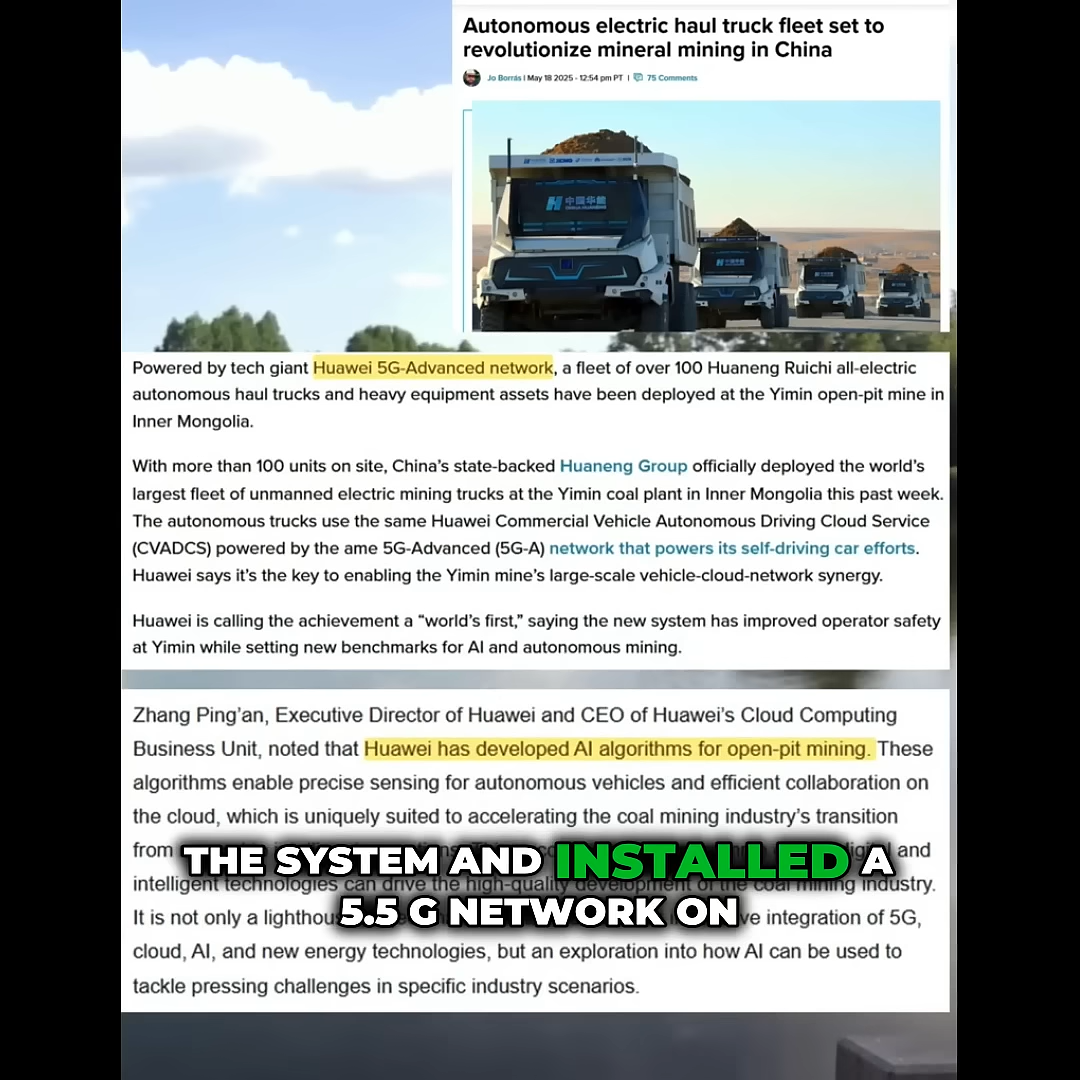 Autonomous electric haul truck fleet set to
revolutionize mineral mining in China
Jo Borrás | May 18 2025 - 12:54 pm PT | 75 Comments
中国华能
Powered by tech giant Huawei 5G-Advanced network, a fleet of over 100 Huaneng Ruichi all-electric
autonomous haul trucks and heavy equipment assets have been deployed at the Yimin open-pit mine in
Inner Mongolia.
With more than 100 units on site, China's state-backed Huaneng Group officially deployed the world's
largest fleet of unmanned electric mining trucks at the Yimin coal plant in Inner Mongolia this past week.
The autonomous trucks use the same Huawei Commercial Vehicle Autonomous Driving Cloud Service
(CVADCS) powered by the ame 5G-Advanced (5G-A) network that powers its self-driving car efforts.
Huawei says it's the key to enabling the Yimin mine's large-scale vehicle-cloud-network synergy.
Huawei is calling the achievement a “world's first,” saying the new system has improved operator safety
at Yimin while setting new benchmarks for AI and autonomous mining.
Zhang Ping'an, Executive Director of Huawei and CEO of Huawei's Cloud Computing
Business Unit, noted that Huawei has developed AI algorithms for open-pit mining. These
algorithms enable precise sensing for autonomous vehicles and efficient collaboration on
the cloud, which is uniquely suited to accelerating the coal mining industry's transition
from and
THE SYSTEM AND INSTALLED A
intelligent technologies can drive the high-quality development of the coal mining industry.
5.5 G NETWORK ON
It is not only a integration of 5G,
cloud, AI, and new energy technologies, but an exploration into how AI can be used to
tackle pressing challenges in specific industry scenarios.